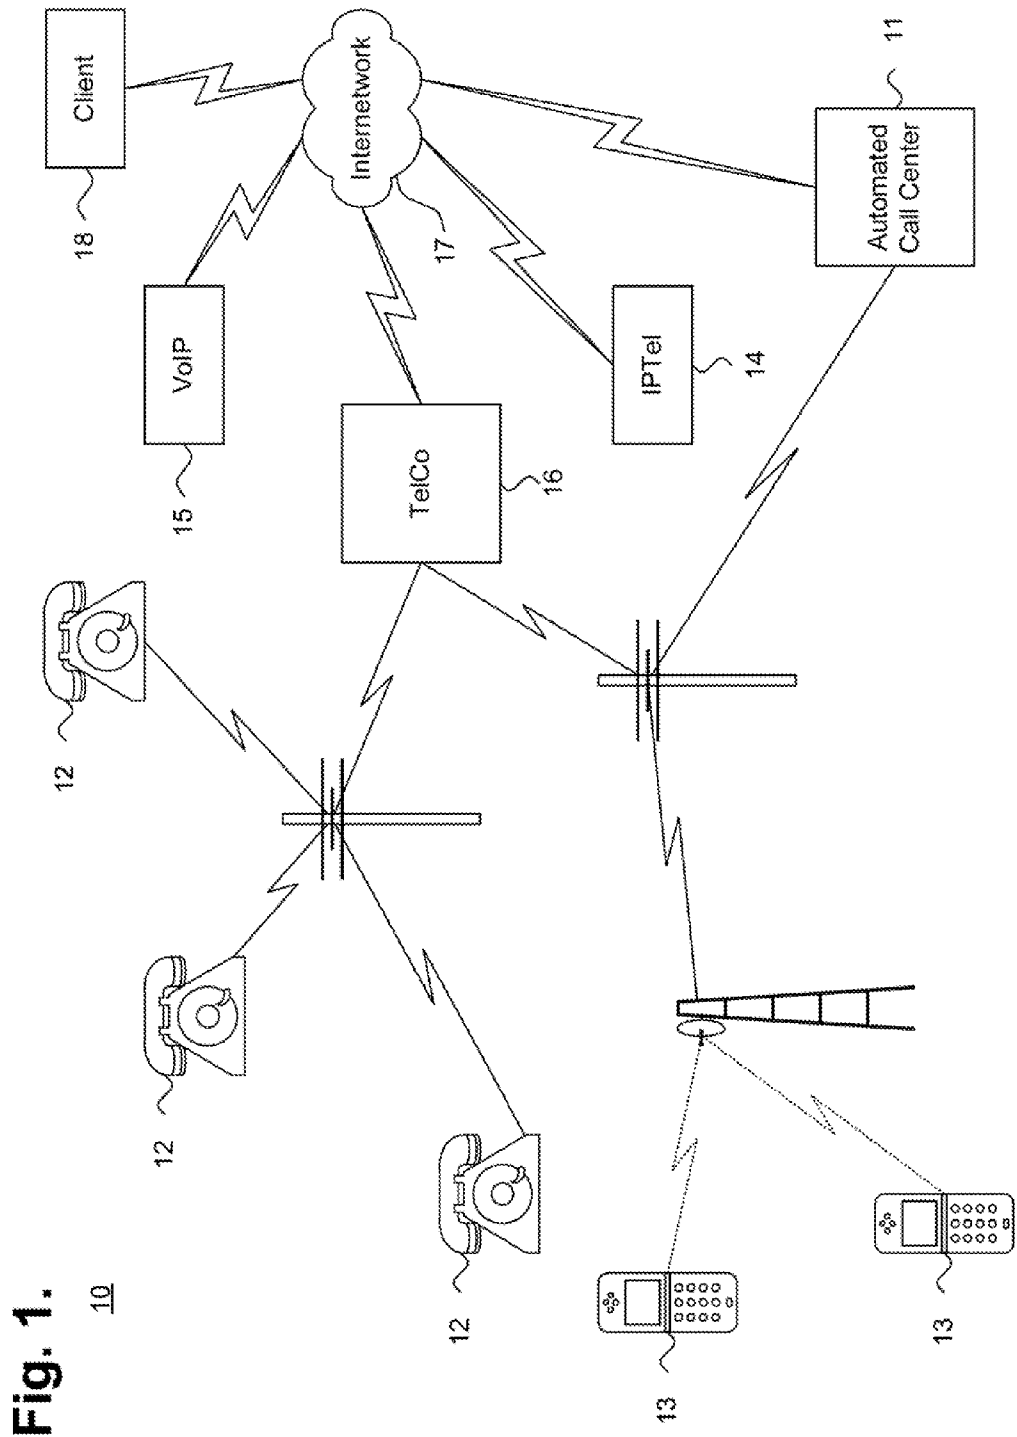 Fig. 1.
10
12
12
12
13
13
18
Client
15
VoIP
Internetwork
17
TelCo
16
IPTel
14
Automated
Call Center
11